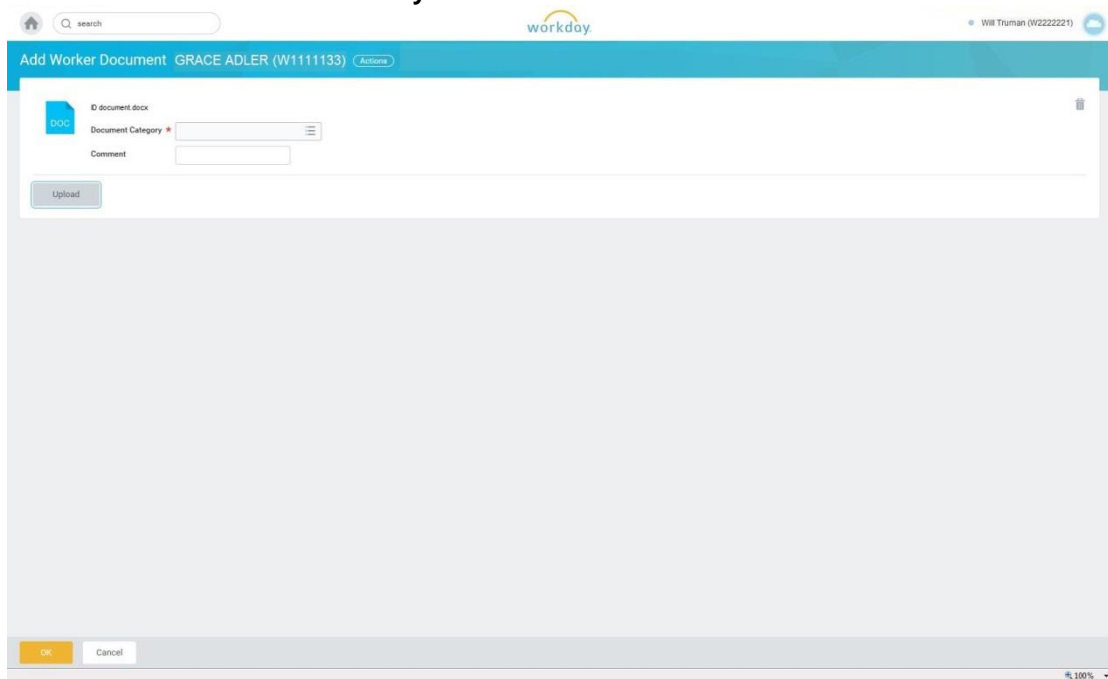 search
workday.
Will Truman (W2222221)
Add Worker Document GRACE ADLER (W1111133) Actions
DOC
ID document.docx
Document Category *
Comment
Upload
OK
Cancel
100%